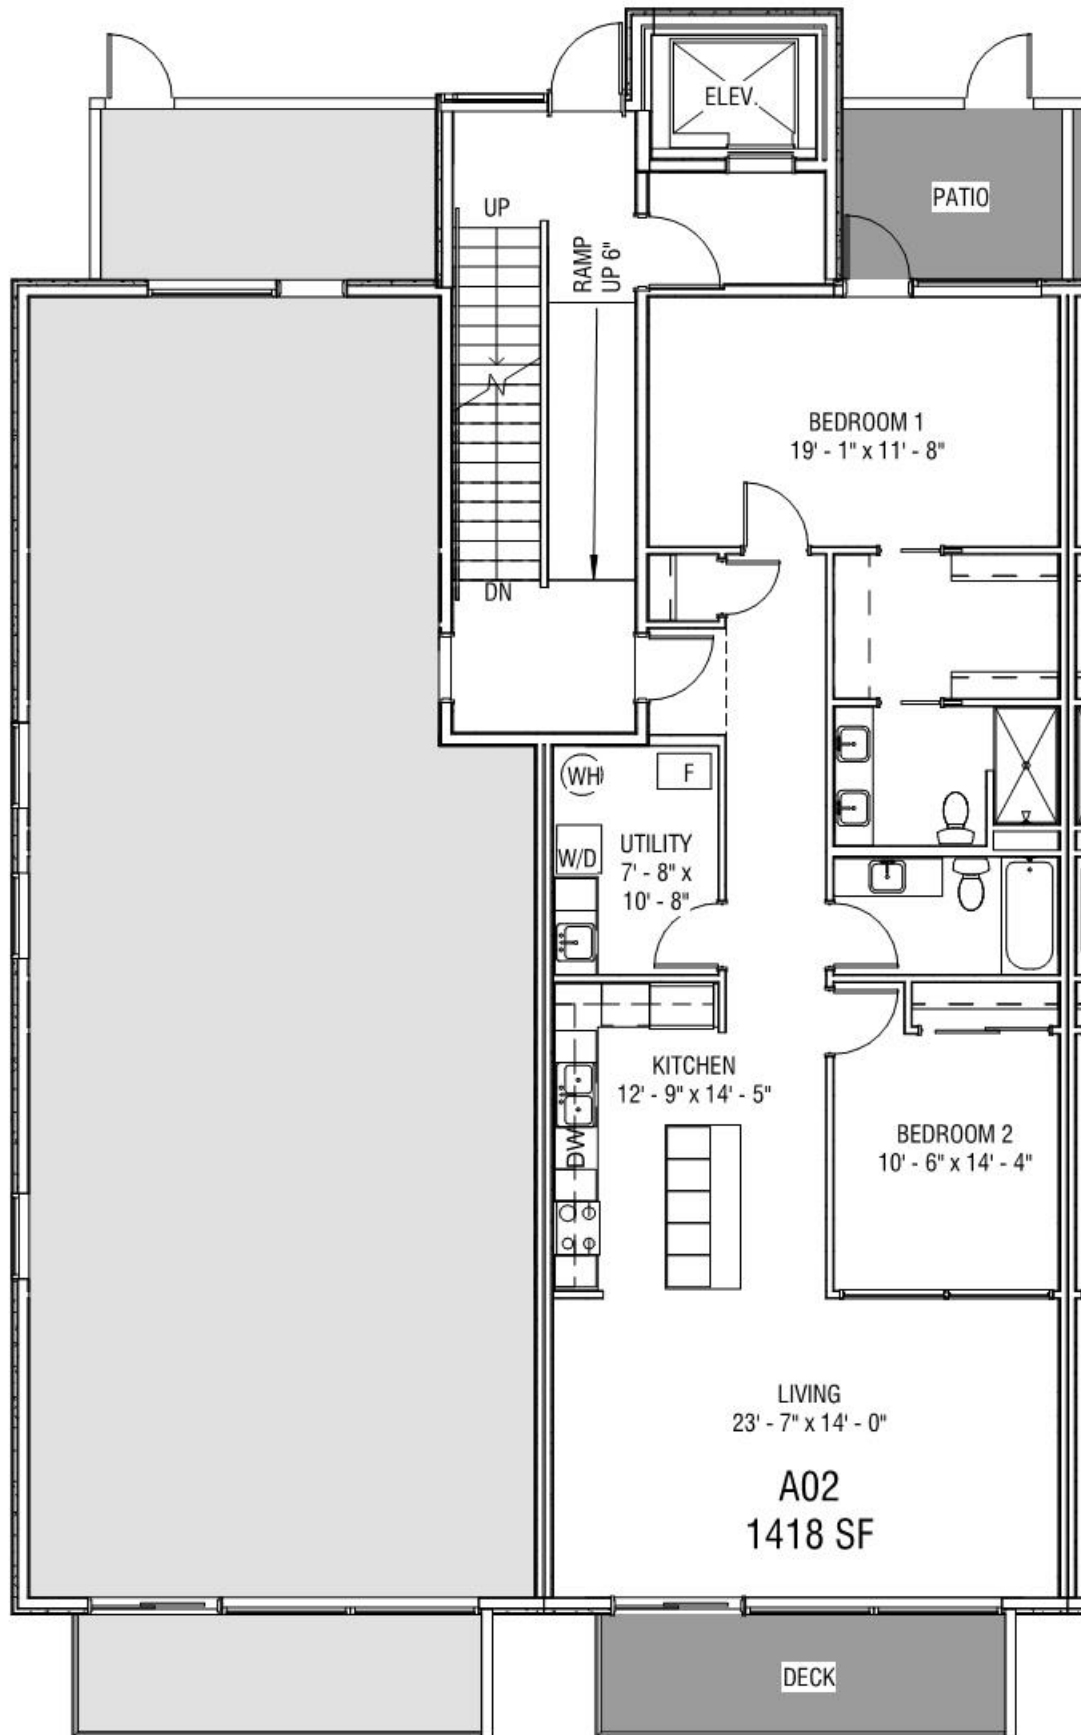 ELEV.
PATIO
UP
RAMP
UP 6"
BEDROOM 1
19' - 1" x 11' - 8"
DN
WH
F
W/D
UTILITY
7' - 8" x
10' - 8"
KITCHEN
12' - 9" x 14' - 5"
DW
BEDROOM 2
10' - 6" x 14' - 4"
LIVING
23' - 7" x 14' - 0"
A02
1418 SF
DECK